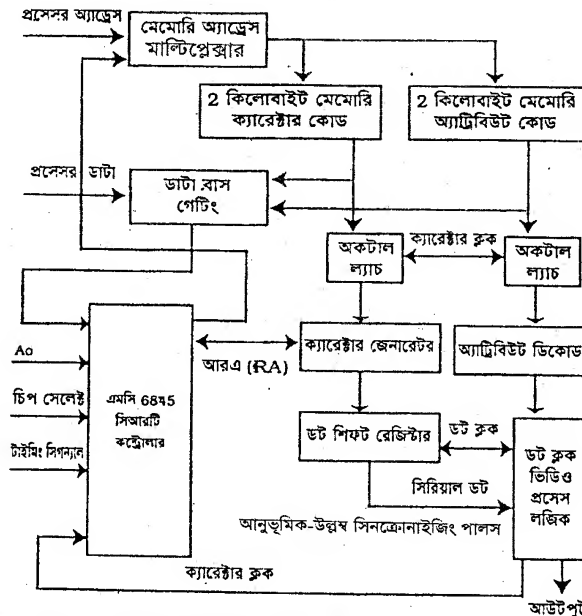 প্রসেসর অ্যাড্রেস
মেমোরি অ্যাড্রেস
মাল্টিপ্লেক্সার
2 কিলোবাইট মেমোরি
ক্যারেক্টার কোড
2 কিলোবাইট মেমোরি
অ্যাট্রিবিউট কোড
প্রসেসর ডাটা
ডাটা বাস
গেটিং
অকটাল
ল্যাচ
ক্যারেক্টার ক্লক
অকটাল
ল্যাচ
Ao
চিপ সেলেক্ট
টাইমিং সিগন্যাল
এমসি 6845
সিআরটি
কন্ট্রোলার
আরএ (RA)
ক্যারেক্টার জেনারেটর
অ্যাট্রিবিউট ডিকোড
ডট শিফট রেজিস্টার
ডট ক্লক
ডট ক্লক
ভিডিও
প্রসেস
লজিক
সিরিয়াল ডট
আনুভূমিক-উল্লম্ব সিনক্রোনাইজিং পালস
ক্যারেক্টার ক্লক
আউটপুট